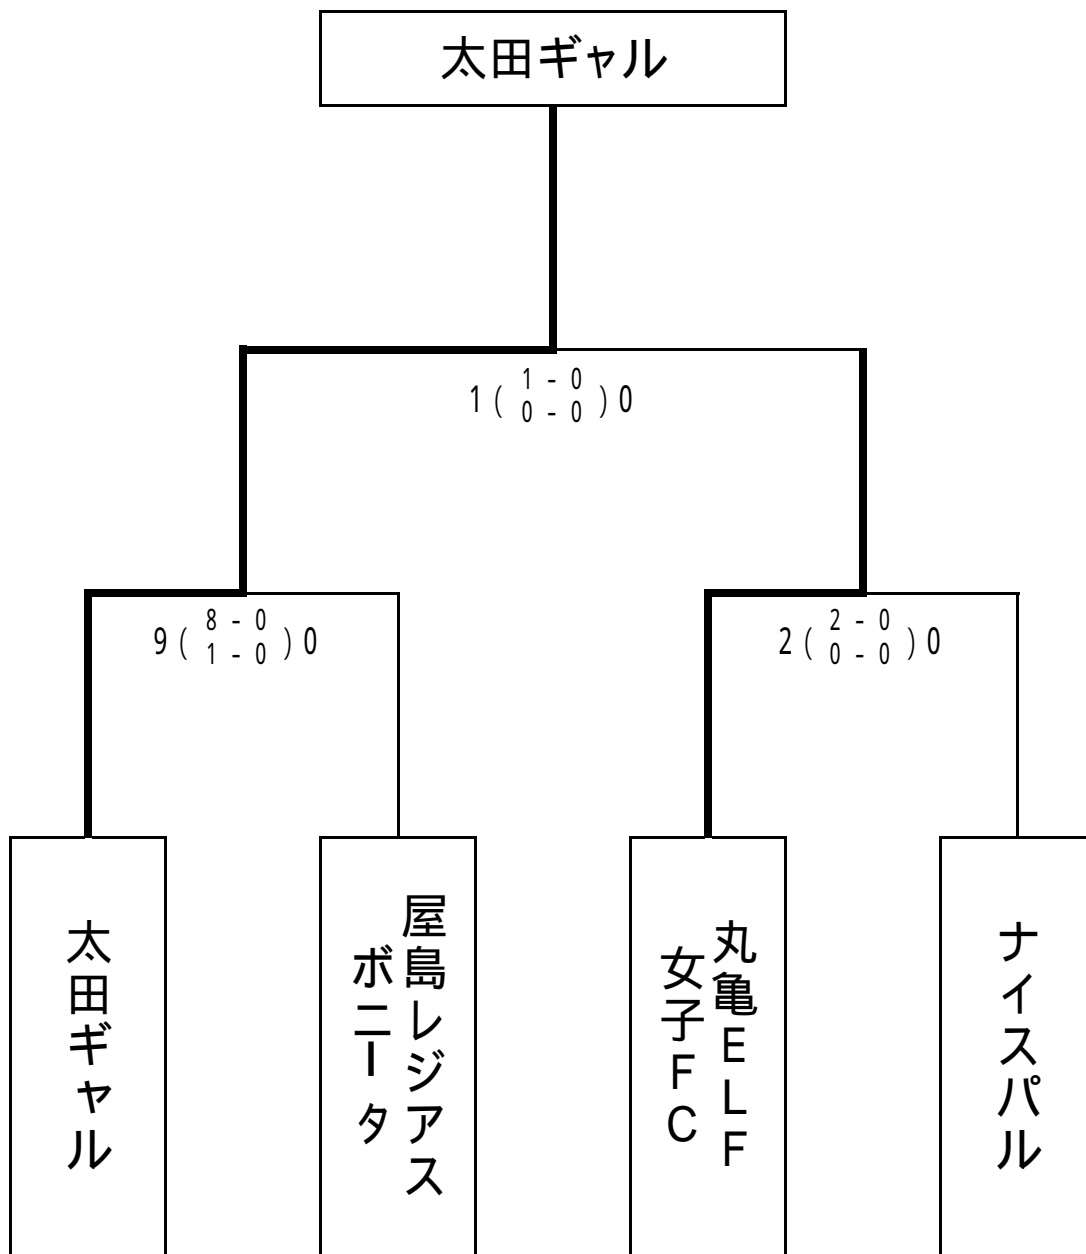 太田ギャル
1 - 0
1 ( ) 0
0 - 0
8 - 0
9 ( ) 0
1 - 0
2 - 0
2 ( ) 0
0 - 0
太田ギャル
屋島レジアス
ボニータ
丸亀ELF
女子FC
ナイスパル